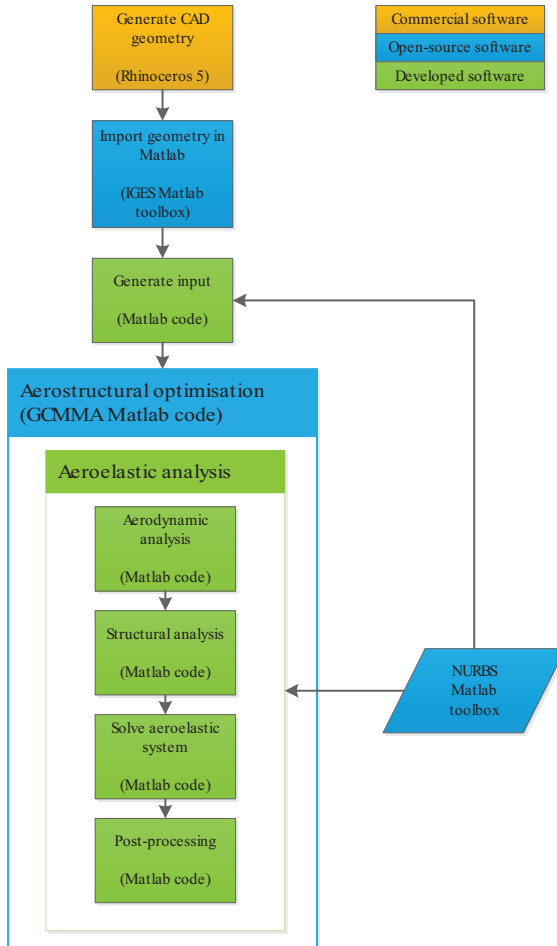 Generate CAD
geometry
(Rhinoceros 5)
Commercial software
Open-source software
Developed software
Import geometry in
Matlab
(IGES Matlab
toolbox)
Generate input
(Matlab code)
Aerostructural optimisation
(GCMMA Matlab code)
Aeroelastic analysis
Aerodynamic
analysis
(Matlab code)
Structural analysis
(Matlab code)
Solve aeroelastic
system
(Matlab code)
Post-processing
(Matlab code)
NURBS
Matlab
toolbox